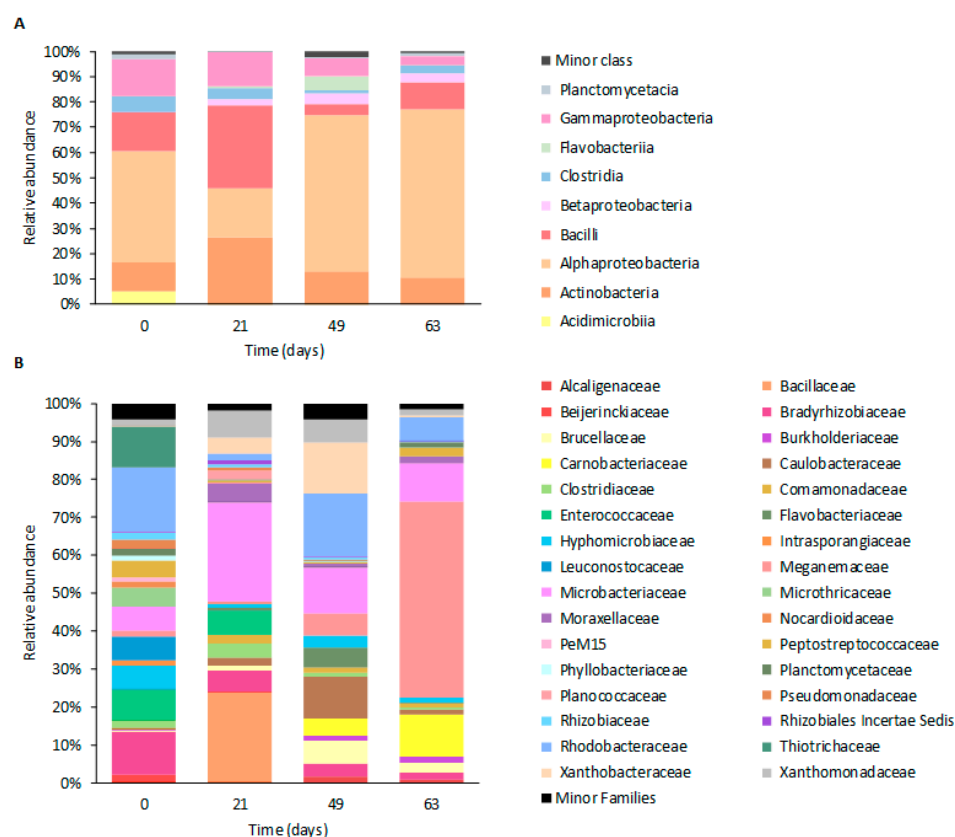 A
100%
90%
80%
70%
60%
50%
40%
30%
20%
10%
0%
Relative abundance
0 21 49 63
Time (days)
Minor class
Planctomycetacia
Gammaproteobacteria
Flavobacteriia
Clostridia
Betaproteobacteria
Bacilli
Alphaproteobacteria
Actinobacteria
Acidimicrobiia
B
100%
90%
80%
70%
60%
50%
40%
30%
20%
10%
0%
Relative abundance
0 21 49 63
Time (days)
Alcaligenaceae Bacillaceae
Beijerinckiaceae Bradyrhizobiaceae
Brucellaceae Burkholderiaceae
Carnobacteriaceae Caulobacteraceae
Clostridiaceae Comamonadaceae
Enterococcaceae Flavobacteriaceae
Hyphomicrobiaceae Intrasporangiaceae
Leuconostocaceae Meganemaceae
Microbacteriaceae Microthricaceae
Moraxellaceae Nocardioidaceae
PeM15 Peptostreptococcaceae
Phyllobacteriaceae Planctomycetaceae
Planococcaceae Pseudomonadaceae
Rhizobiaceae Rhizobiales Incertae Sedis
Rhodobacteraceae Thiotrichaceae
Xanthobacteraceae Xanthomonadaceae
Minor Families